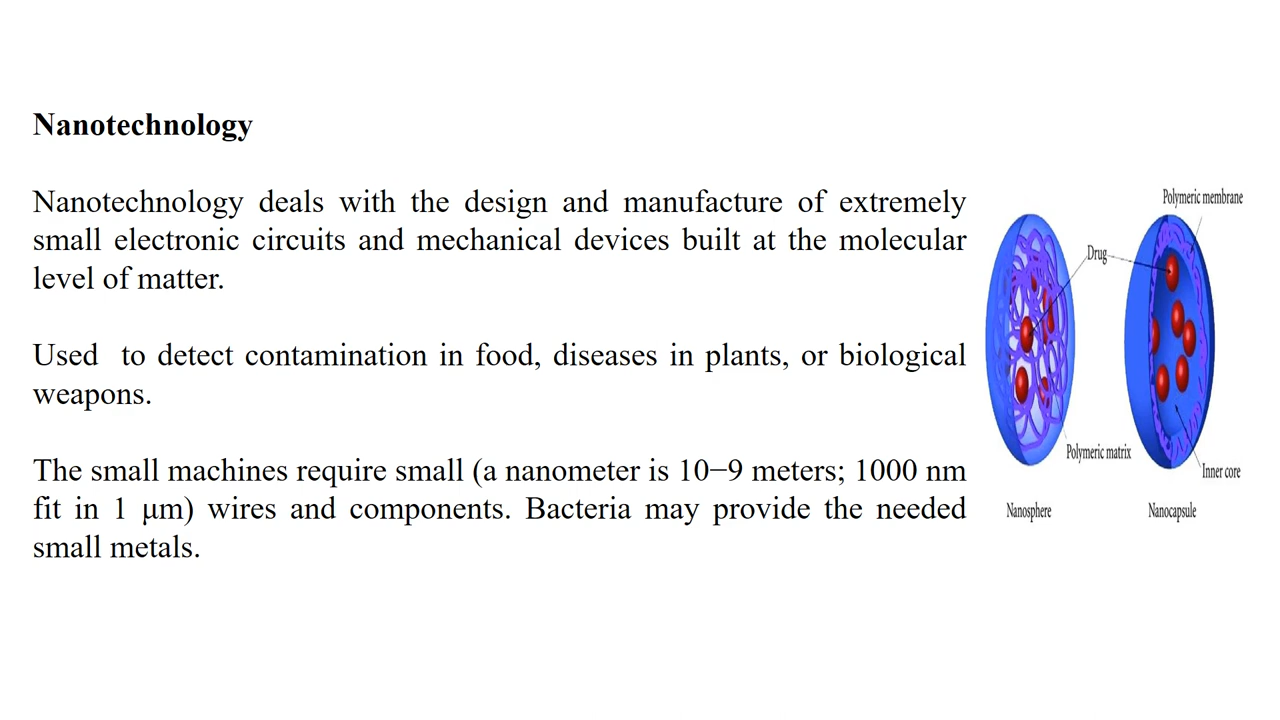 Nanotechnology
Nanotechnology deals with the design and manufacture of extremely
small electronic circuits and mechanical devices built at the molecular
level of matter.
Used  to detect contamination in food, diseases in plants, or biological
weapons.
The small machines require small (a nanometer is 10−9 meters; 1000 nm
fit in 1 μm) wires and components. Bacteria may provide the needed
small metals.
Polymeric membrane
Drug
Polymeric matrix
Inner core
Nanosphere
Nanocapsule